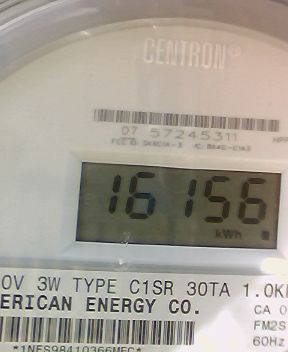 CENTRON®
07 57245311
16156
kWh
0V 3W TYPE C1SR 30TA 1.0K
ERICAN ENERGY CO.
CA 0
FM2S
60Hz
*1NES98410366MEC*